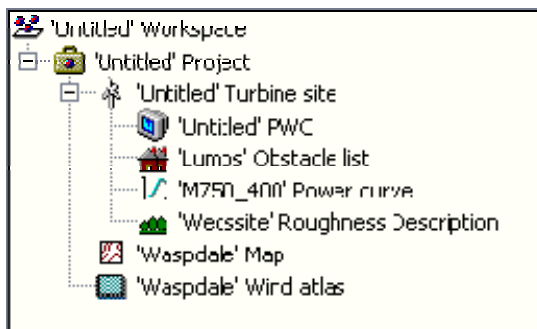 'Untitled' Workspace
'Untitled' Project
'Untitled' Turbine site
'Untitled' PWC
'Lumps' Obstacle list
'M750_400' Power curve
'Wecssite' Roughness Description
'Waspdale' Map
'Waspdale' Wind atlas